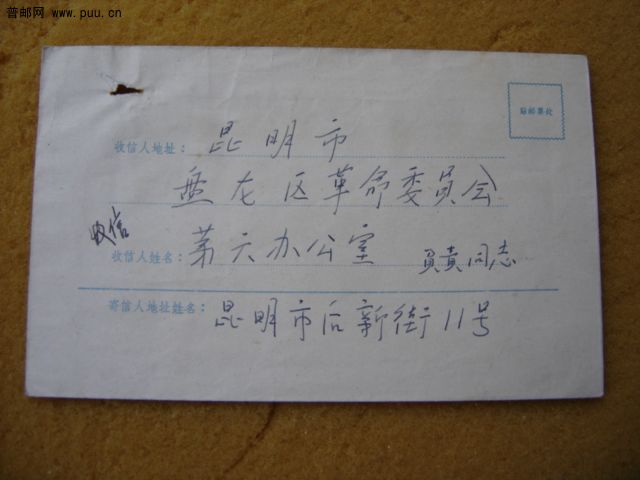 普邮网 www.puu.cn
贴邮票处
收信人地址: 昆明市
盘龙区革命委员会
收信
收信人姓名: 第六办公室 負责同志
寄信人地址姓名: 昆明市后新街11号